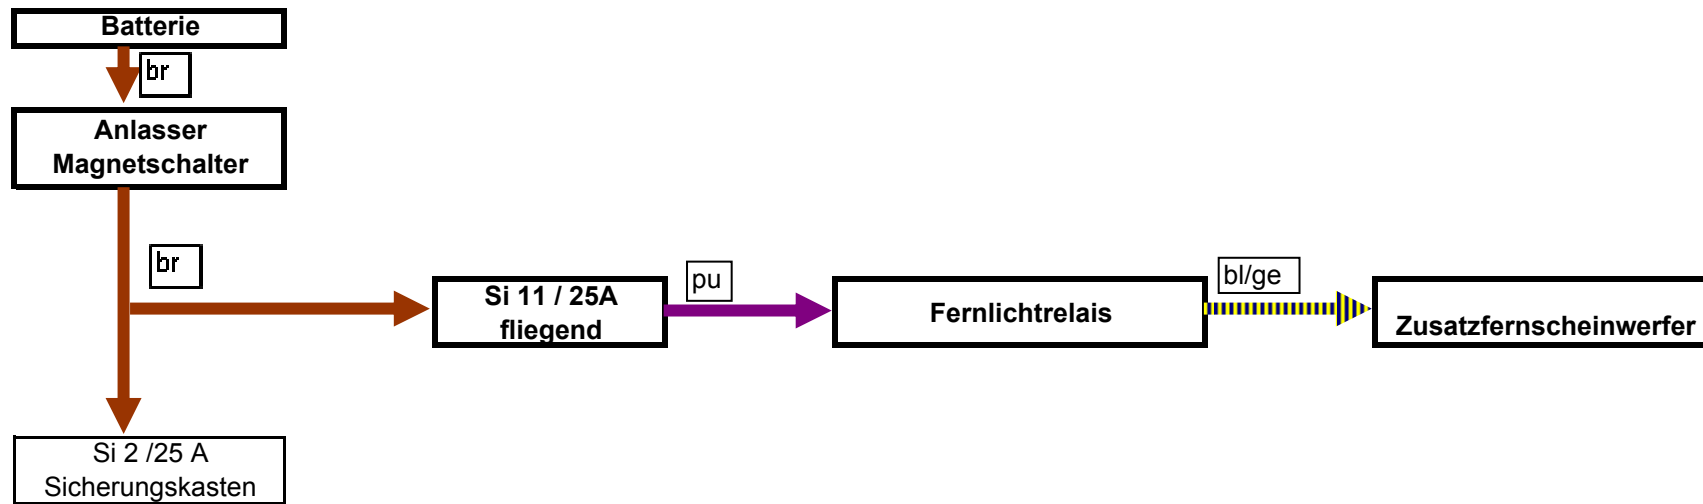 Batterie
br
Anlasser
Magnetschalter
br
Si 11 / 25A
fliegend
pu
Fernlichtrelais
bl/ge
Zusatzfernscheinwerfer
Si 2 /25 A
Sicherungskasten